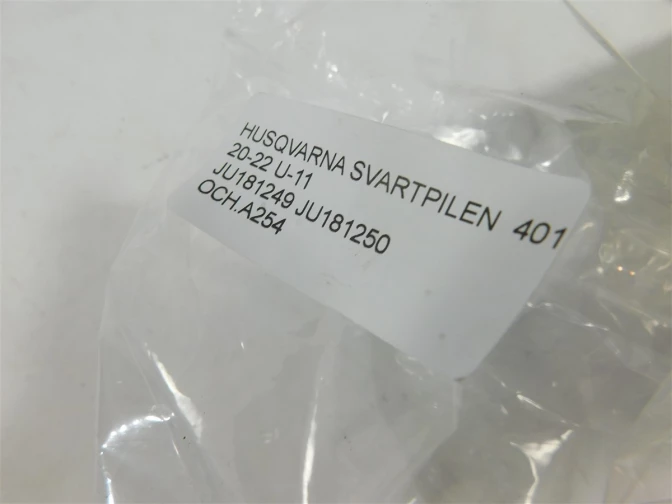 HUSQVARNA SVARTPILEN 401
20-22 U-11
JU181249 JU181250
OCH.A254